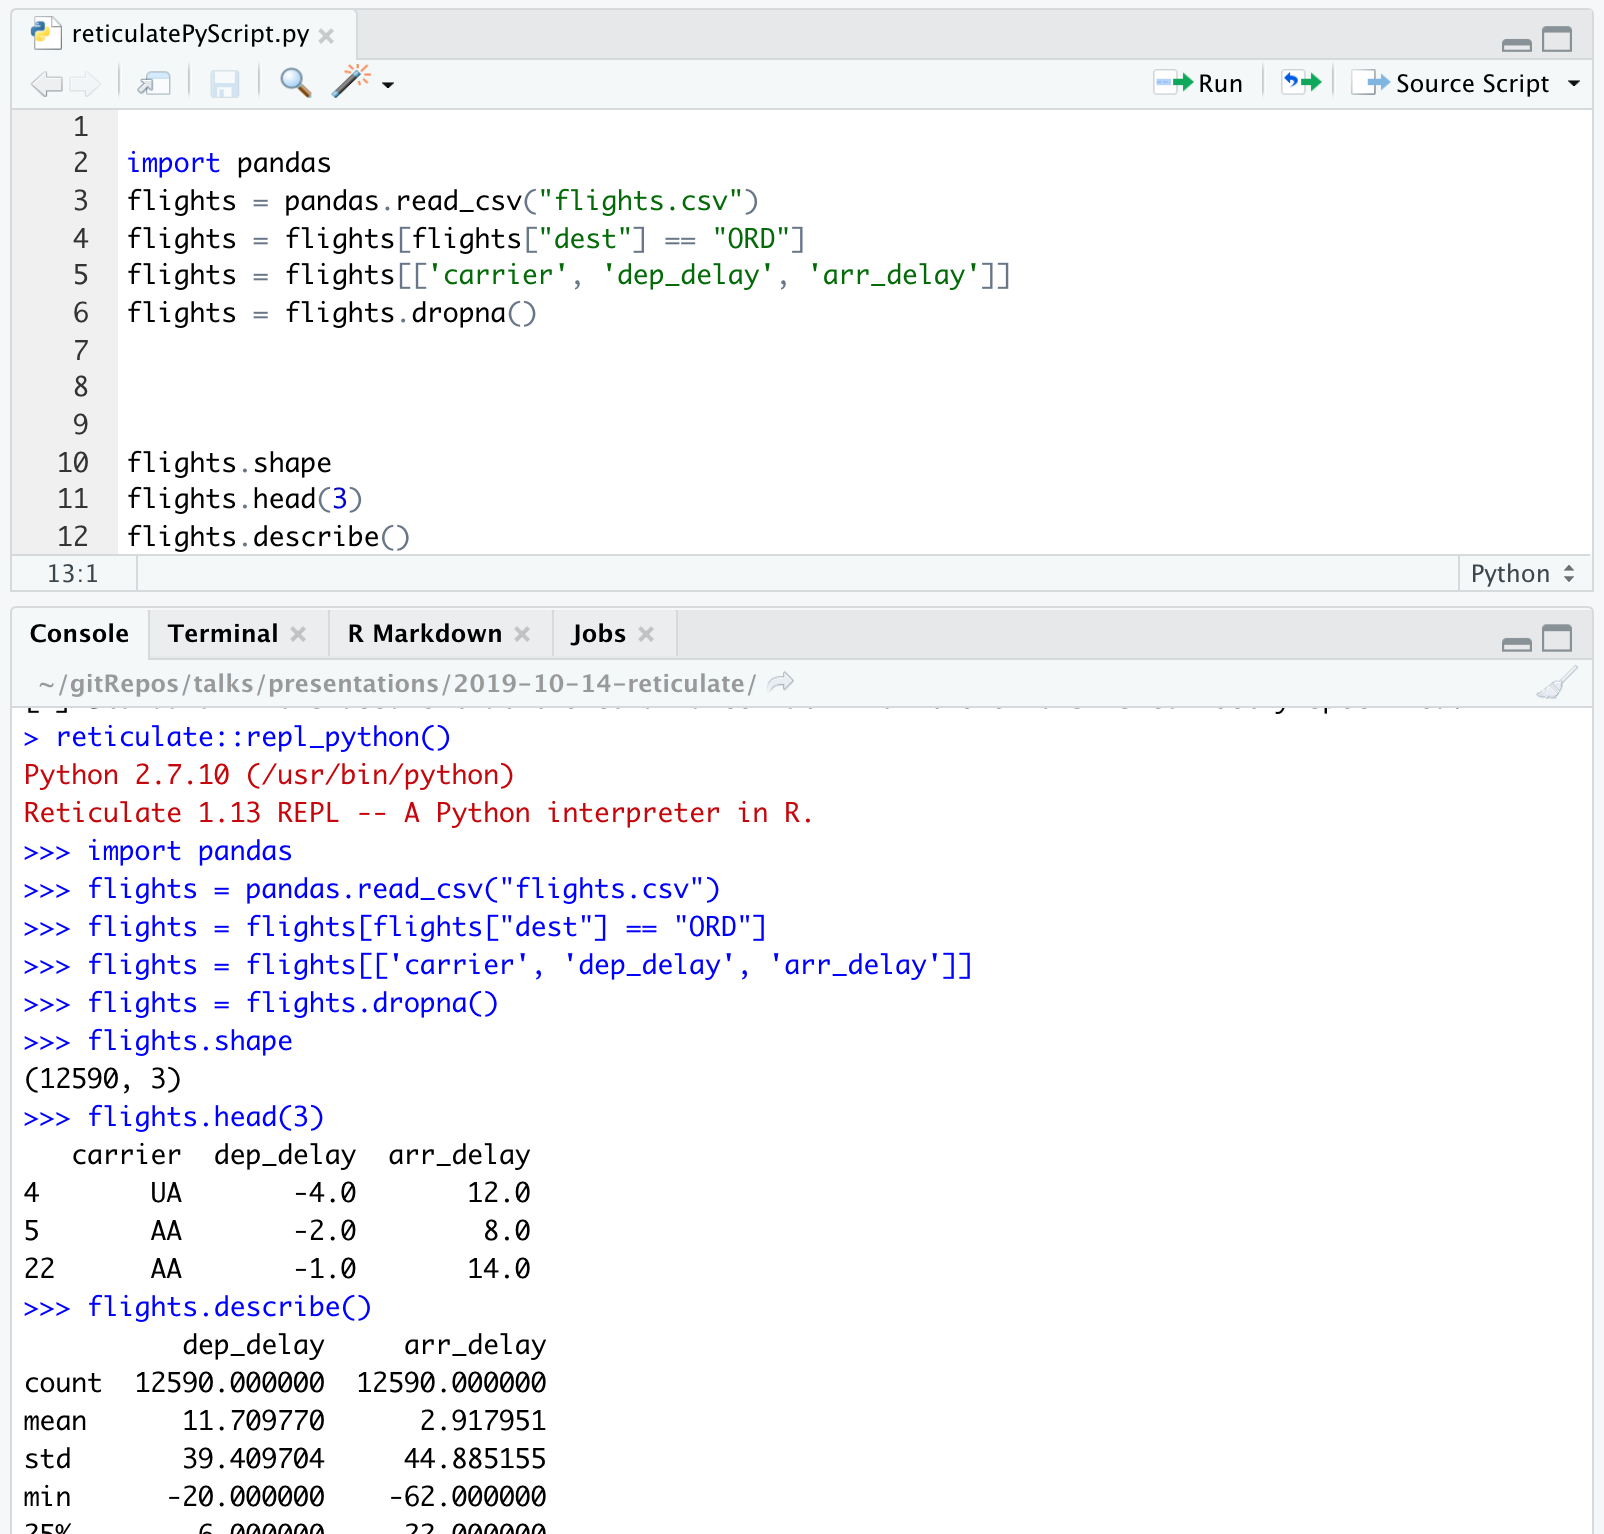 reticulatePyScript.py
Run
Source Script
1
2 import pandas
3 flights = pandas.read_csv("flights.csv")
4 flights = flights[flights["dest"] == "ORD"]
5 flights = flights[['carrier', 'dep_delay', 'arr_delay']]
6 flights = flights.dropna()
7
8
9
10 flights.shape
11 flights.head(3)
12 flights.describe()
13:1 Python
Console Terminal R Markdown Jobs
~/gitRepos/talks/presentations/2019-10-14-reticulate/
> reticulate::repl_python()
Python 2.7.10 (/usr/bin/python)
Reticulate 1.13 REPL -- A Python interpreter in R.
>>> import pandas
>>> flights = pandas.read_csv("flights.csv")
>>> flights = flights[flights["dest"] == "ORD"]
>>> flights = flights[['carrier', 'dep_delay', 'arr_delay']]
>>> flights = flights.dropna()
>>> flights.shape
(12590, 3)
>>> flights.head(3)
   carrier  dep_delay  arr_delay
4       UA       -4.0       12.0
5       AA       -2.0        8.0
22      AA       -1.0       14.0
>>> flights.describe()
          dep_delay     arr_delay
count  12590.000000  12590.000000
mean      11.709770      2.917951
std       39.409704     44.885155
min      -20.000000    -62.000000
25%